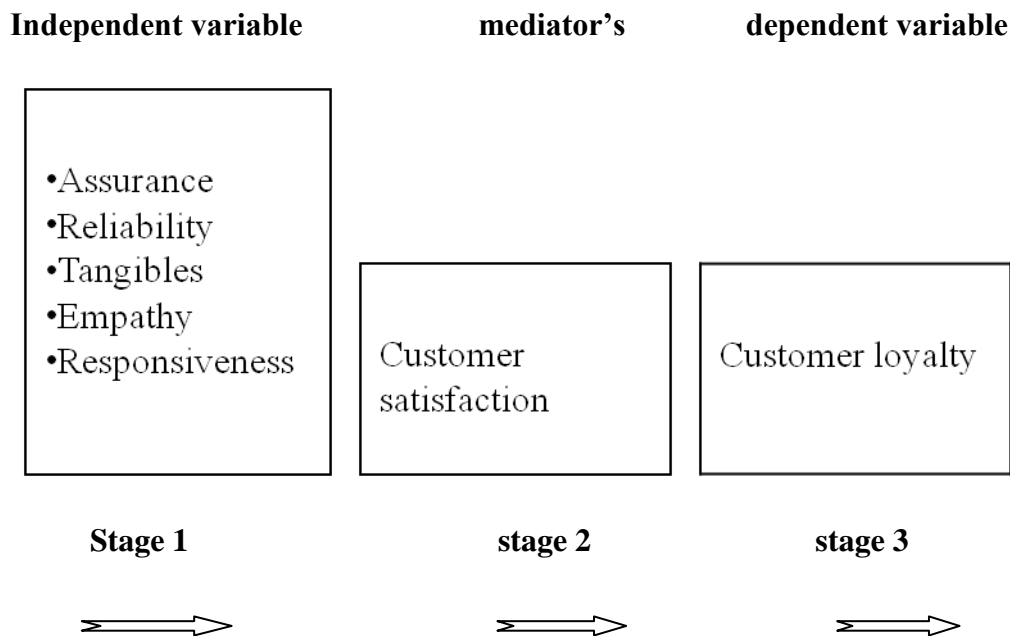 Independent variable mediator’s dependent variable
•Assurance
•Reliability
•Tangibles
•Empathy
•Responsiveness
Customer
satisfaction
Customer loyalty
Stage 1 stage 2 stage 3